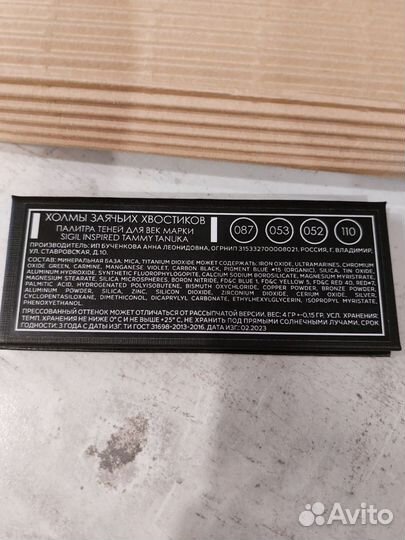 ХОЛМЫ ЗАЯЧЬИХ ХВОСТИКОВ
ПАЛИТРА ТЕНЕЙ ДЛЯ ВЕК МАРКИ
SIGIL INSPIRED TAMMY TANUKA
087 053 052 110
ПРОИЗВОДИТЕЛЬ: ИП БУЧЕНКОВА АННА ЛЕОНИДОВНА, ОГРНИП 315332700008021, РОССИЯ, Г. ВЛАДИМИР,
УЛ. СТАВРОВСКАЯ, Д.10.
СОСТАВ: МИНЕРАЛЬНАЯ БАЗА: MICA, TITANIUM DIOXIDE МОЖЕТ СОДЕРЖАТЬ: IRON OXIDE, ULTRAMARINES, CHROMIUM
OXIDE GREEN, CARMINE, MANGANESE VIOLET, CARBON BLACK, PIGMENT BLUE #15 (ORGANIC), SILICA, TIN OXIDE,
ALUMINUM HYDROXIDE, SYNTHETIC FLUORPHLOGOPITE, CALCIUM SODIUM BOROSILICATE, MAGNESIUM MYRISTATE,
MAGNESIUM STEARATE, SILICA MICROSPHERES, BORON NITRIDE, FD&C BLUE 1, FD&C YELLOW 5, FD&C RED 40, RED#7,
PALMITIC ACID, HYDROGENATED POLYISOBUTENE, BISMUTH OXYCHLORIDE, COPPER POWDER, BRONZE POWDER,
ALUMINUM POWDER, SILICA, ZINC OXIDE, SILICON DIOXIDE, ZIRCONIUM DIOXIDE, CERIUM OXIDE, SILVER,
CYCLOPENTASILOXANE, DIMETHICONOL, DICAPRYLYL CARBONATE, ETHYLHEXYLGLYCERIN, ISOPROPYL MYRISTATE,
PHENOXYETHANOL.
ПРЕССОВАННЫЙ ОТТЕНОК МОЖЕТ ОТЛИЧАТЬСЯ ОТ РАССЫПЧАТОЙ ВЕРСИИ. ВЕС: 4 ГР +-0.15 ГР. УСЛ. ХРАНЕНИЯ:
ТЕМП. ХРАНЕНИЯ НЕ НИЖЕ 0° С И НЕ ВЫШЕ +25° С, НЕ ХРАНИТЬ ПОД ПРЯМЫМИ СОЛНЕЧНЫМИ ЛУЧАМИ. СРОК
ГОДНОСТИ: 3 ГОДА С ДАТЫ ИЗГ. ТИ ГОСТ 31698-2013-2016. ДАТА ИЗГ.: 02.2023
Avito